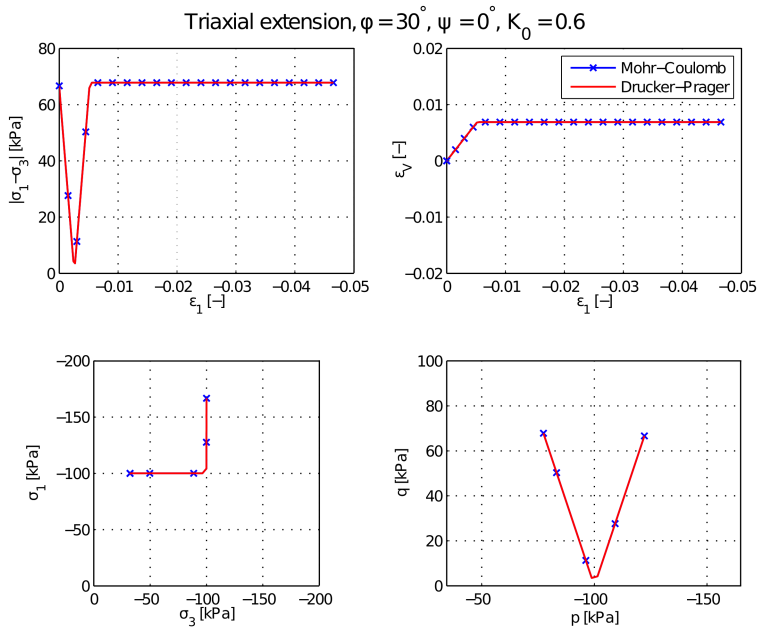 Triaxial extension, φ = 30°, ψ = 0°, K₀ = 0.6
80
60
40
20
0
|σ₁−σ₃| [kPa]
0 −0.01 −0.02 −0.03 −0.04 −0.05
ε₁ [−]
Mohr−Coulomb
Drucker−Prager
0.02
0.01
0
−0.01
−0.02
εᵥ [−]
0 −0.01 −0.02 −0.03 −0.04 −0.05
ε₁ [−]
−200
−150
−100
−50
0
σ₁ [kPa]
0 −50 −100 −150 −200
σ₃ [kPa]
100
80
60
40
20
0
q [kPa]
−50 −100 −150
p [kPa]